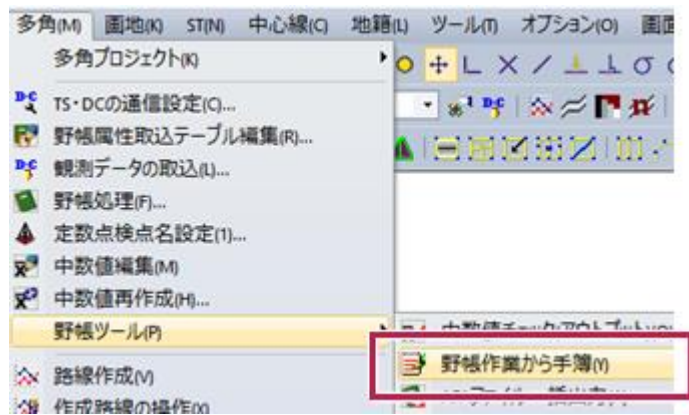 多角(M) 画地(K) ST(N) 中心線(C) 地籍(L) ツール(T) オプション(O)
多角プロジェクト(K)
TS・DCの通信設定(C)...
野帳属性取込テーブル編集(R)...
観測データの取込(L)...
野帳処理(F)...
定数点検点名設定(1)...
中数値編集(M)
中数値再作成(H)...
野帳ツール(P)
野帳作業から手簿(Y)
路線作成(V)
作成路線の操作(X)